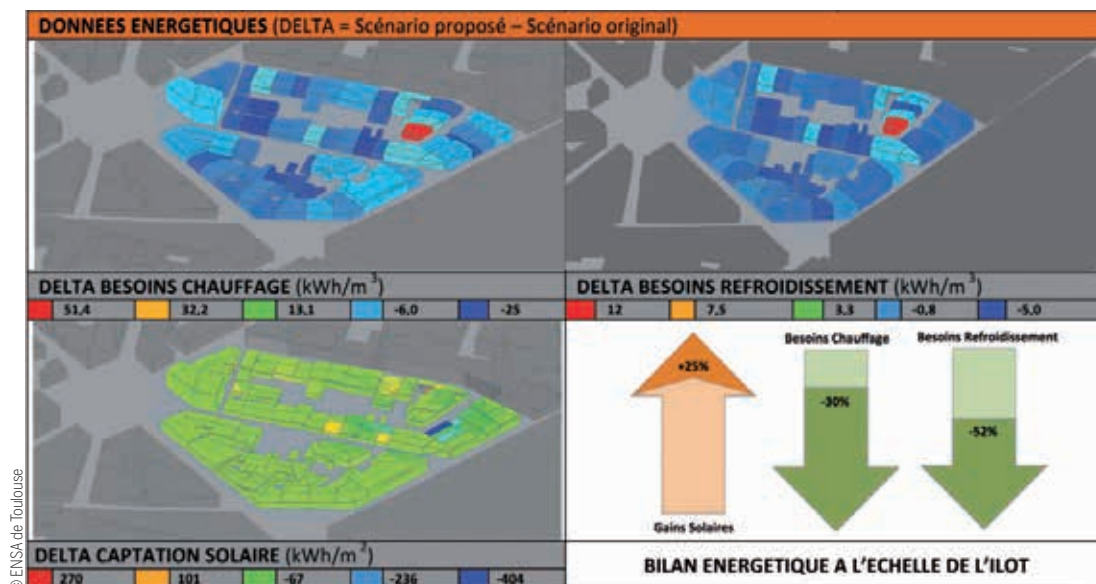 DONNEES ENERGETIQUES (DELTA = Scénario proposé – Scénario original)
DELTA BESOINS CHAUFFAGE (kWh/m³)
51,4 32,2 13,1 -6,0 -25
DELTA BESOINS REFROIDISSEMENT (kWh/m³)
12 7,5 3,3 -0,8 -5,0
+25%
Gains Solaires
Besoins Chauffage
-30%
Besoins Refroidissement
-52%
DELTA CAPTATION SOLAIRE (kWh/m²)
270 101 -67 -236 -404
BILAN ENERGETIQUE A L'ECHELLE DE L'ILOT
© ENSA de Toulouse